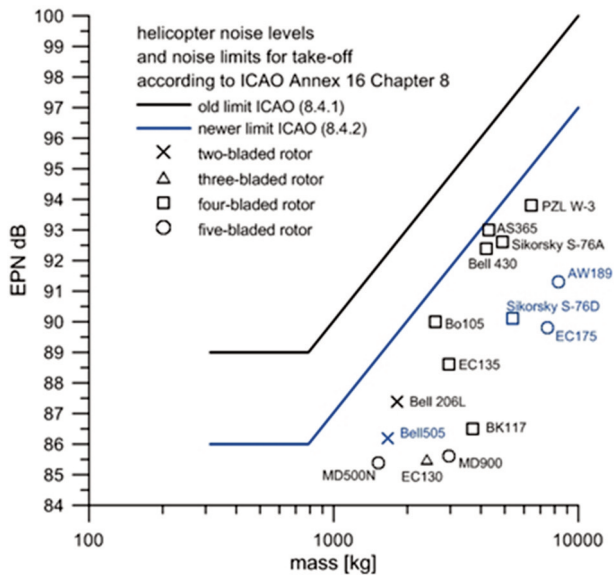 100
99
98
97
96
95
94
93
92
91
90
89
88
87
86
85
84
EPN dB
helicopter noise levels
and noise limits for take-off
according to ICAO Annex 16 Chapter 8
old limit ICAO (8.4.1)
newer limit ICAO (8.4.2)
two-bladed rotor
three-bladed rotor
four-bladed rotor
five-bladed rotor
PZL W-3
AS365
Sikorsky S-76A
Bell 430
AW189
Sikorsky S-76D
EC175
Bo105
EC135
Bell 206L
Bell505
BK117
MD500N
EC130
MD900
100 1000 10000
mass [kg]